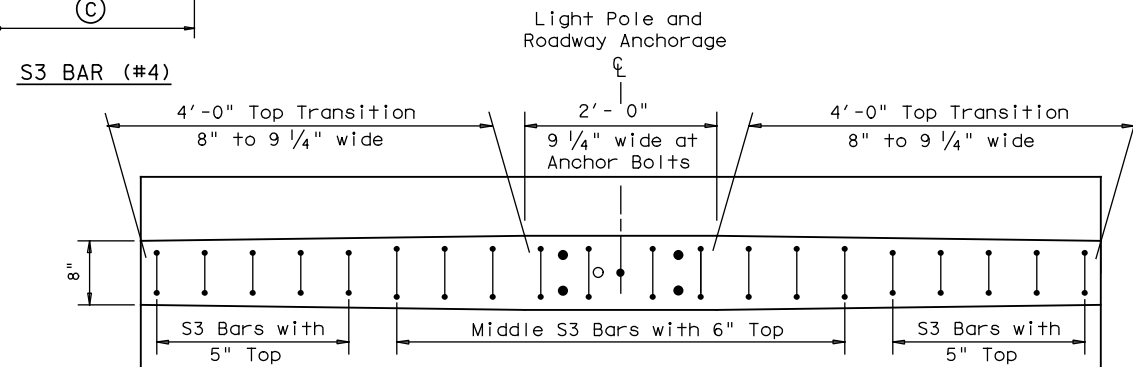 C
S3 BAR (#4)
Light Pole and
Roadway Anchorage
℄
4'-0" Top Transition
8" to 9 1/4" wide
2'- 0"
9 1/4" wide at
Anchor Bolts
4'-0" Top Transition
8" to 9 1/4" wide
8"
S3 Bars with
5" Top
Middle S3 Bars with 6" Top
S3 Bars with
5" Top